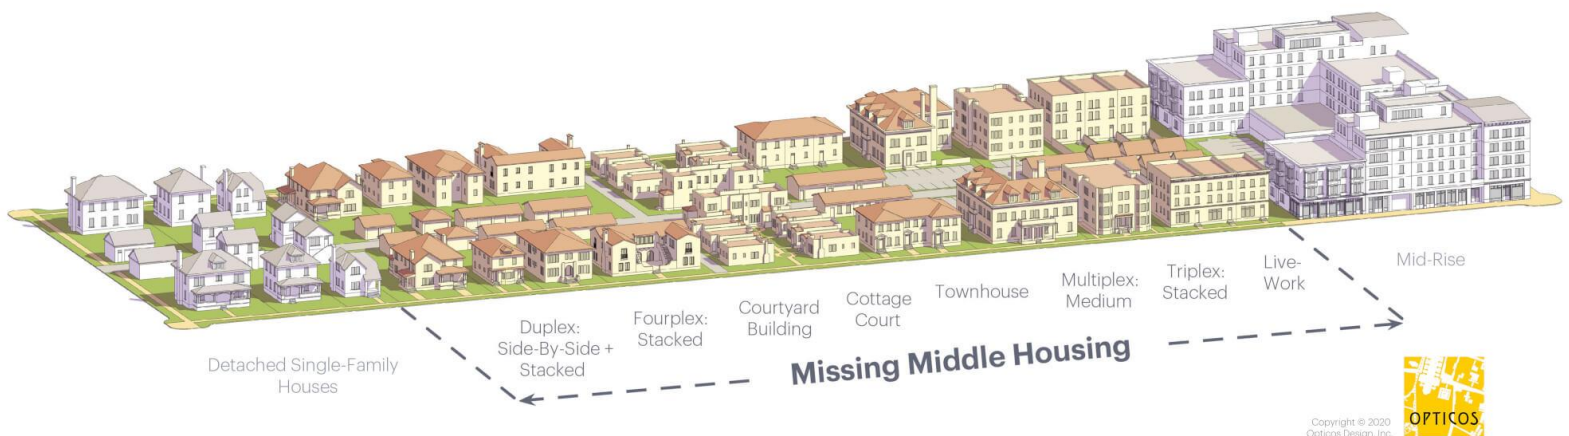 Detached Single-Family
Houses
Duplex:
Side-By-Side +
Stacked
Fourplex:
Stacked
Courtyard
Building
Cottage
Court
Townhouse
Multiplex:
Medium
Triplex:
Stacked
Live-
Work
Mid-Rise
Missing Middle Housing
Copyright © 2020
Opticos Design, Inc.
OPTICOS